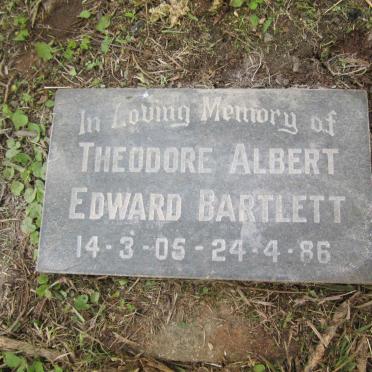 In Loving Memory of
THEODORE ALBERT
EDWARD BARTLETT
14-3-05-24-4-86